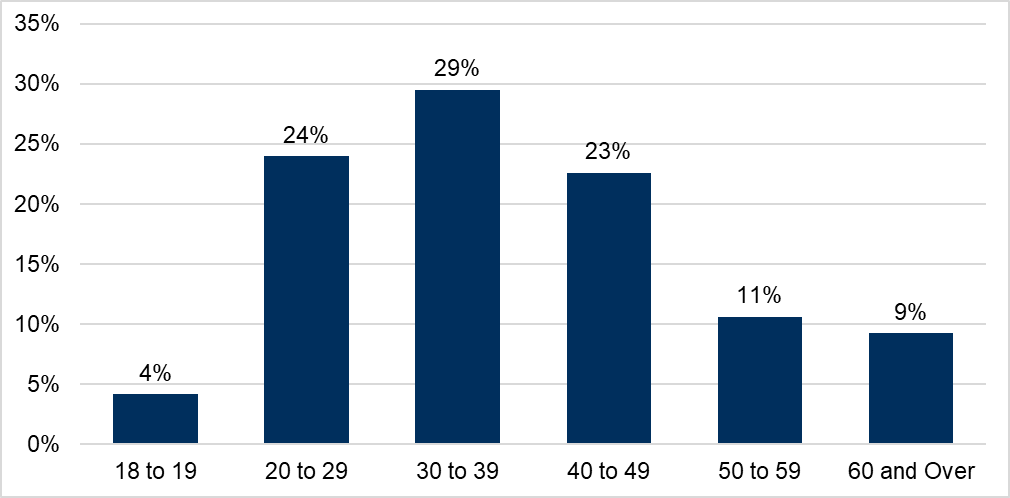 35%
30%
25%
20%
15%
10%
5%
0%
4%
24%
29%
23%
11%
9%
18 to 19
20 to 29
30 to 39
40 to 49
50 to 59
60 and Over